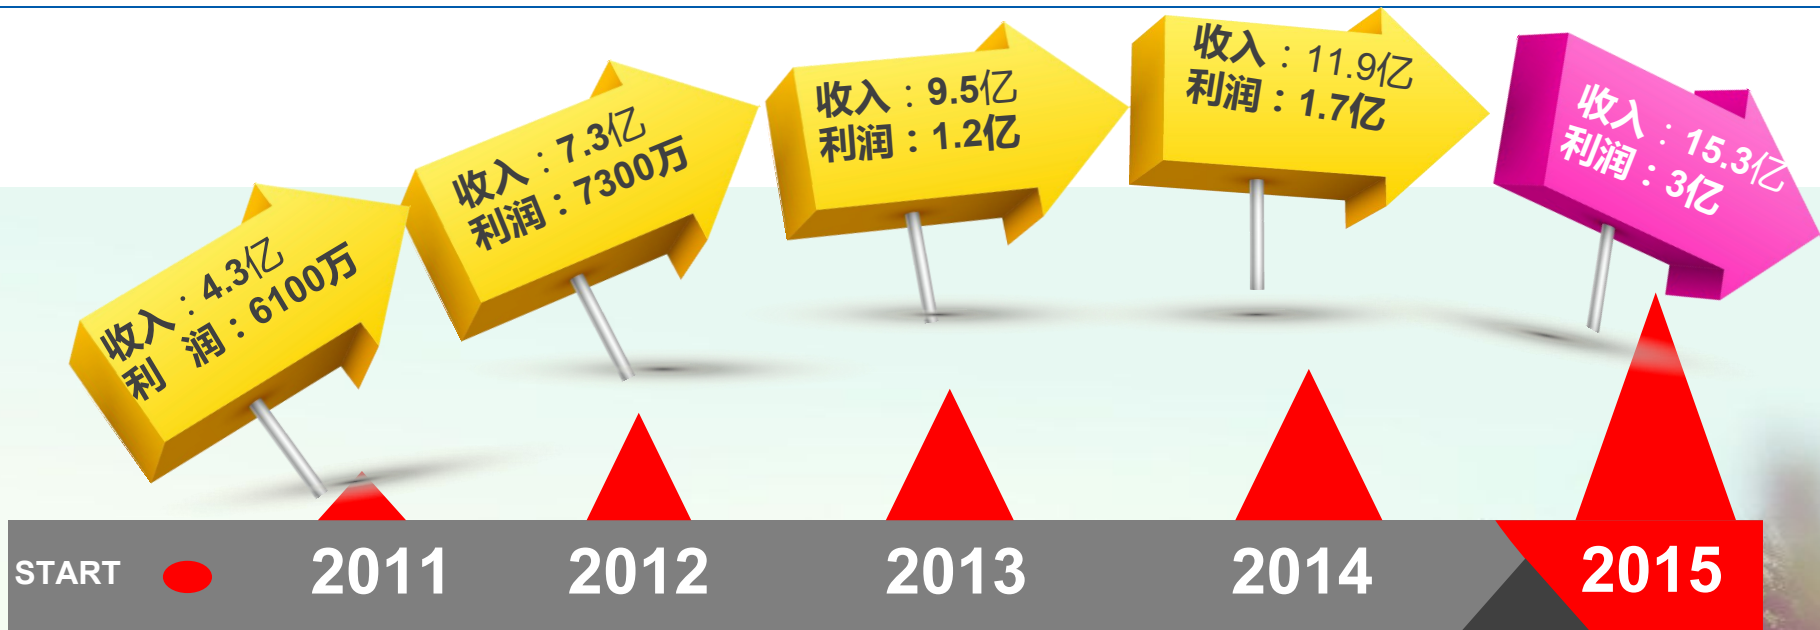 收入：4.3亿
利 润：6100万
收入：7.3亿
利润：7300万
收入：9.5亿
利润：1.2亿
收入：11.9亿
利润：1.7亿
收入：15.3亿
利润：3亿
START
2011
2012
2013
2014
2015